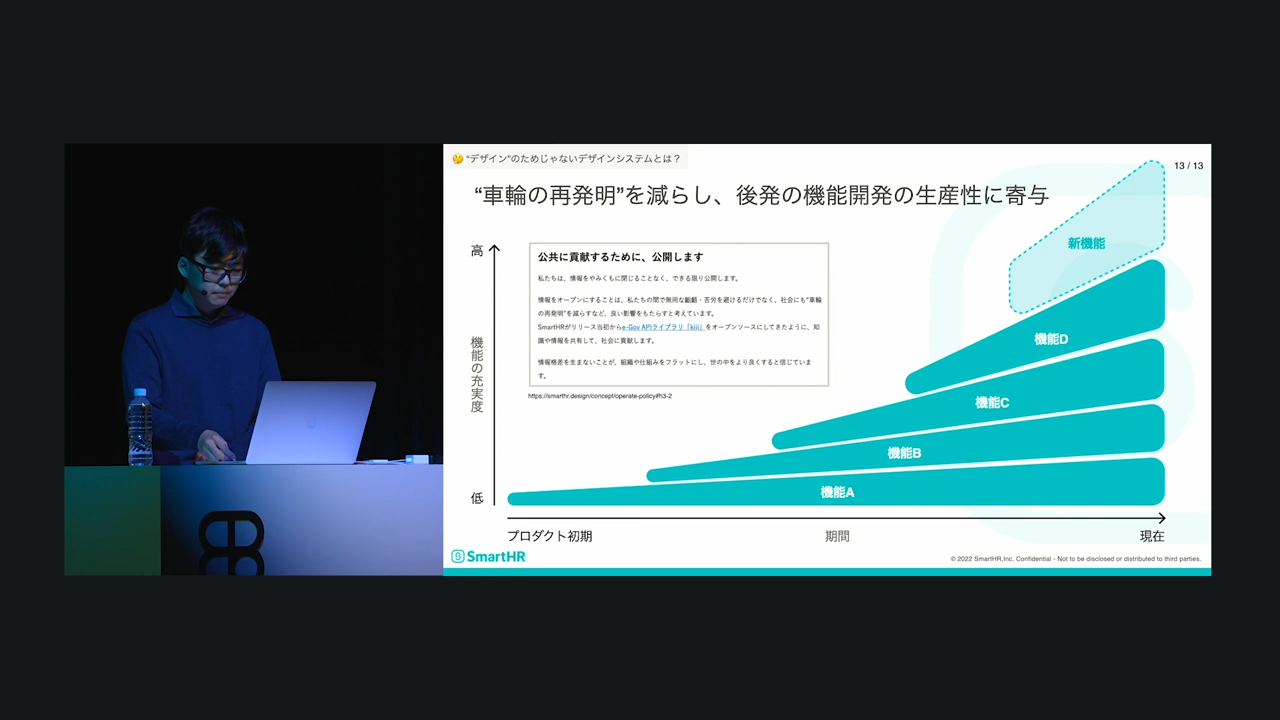 🤔 “デザイン”のためじゃないデザインシステムとは？
13 / 13
“車輪の再発明”を減らし、後発の機能開発の生産性に寄与
高
公共に貢献するために、公開します
私たちは、情報をやみくもに閉じることなく、できる限り公開します。
情報をオープンにすることは、私たちの間で無用な齟齬・苦労を避けるだけでなく、社会にも“車輪
の再発明”を減らすなど、良い影響をもたらすと考えています。
SmartHRがリリース当初からe-Gov APIライブラリ「kiji」をオープンソースにしてきたように、知
識や情報を共有して、社会に貢献します。
情報格差を生まないことが、組織や仕組みをフラットにし、世の中をより良くすると信じていま
す。
https://smarthr.design/concept/operate-policy#h3-2
機能の充実度
新機能
機能D
機能C
機能B
機能A
低
プロダクト初期
期間
現在
SmartHR
© 2022 SmartHR,Inc. Confidential - Not to be disclosed or distributed to third parties.